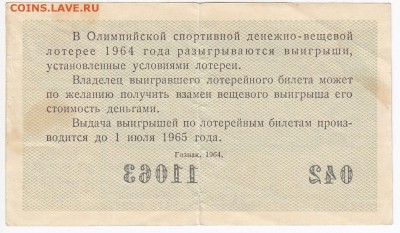 COINS.LAVE.RU
В Олимпийской спортивной денежно-вещевой
лотерее 1964 года разыгрываются выигрыши,
установленные условиями лотереи.
Владелец выигравшего лотерейного билета может
по желанию получить взамен вещевого выигрыша его
стоимость деньгами.
Выдача выигрышей по лотерейным билетам произ-
водится до 1 июля 1965 года.
Гознак. 1964.
042 11063